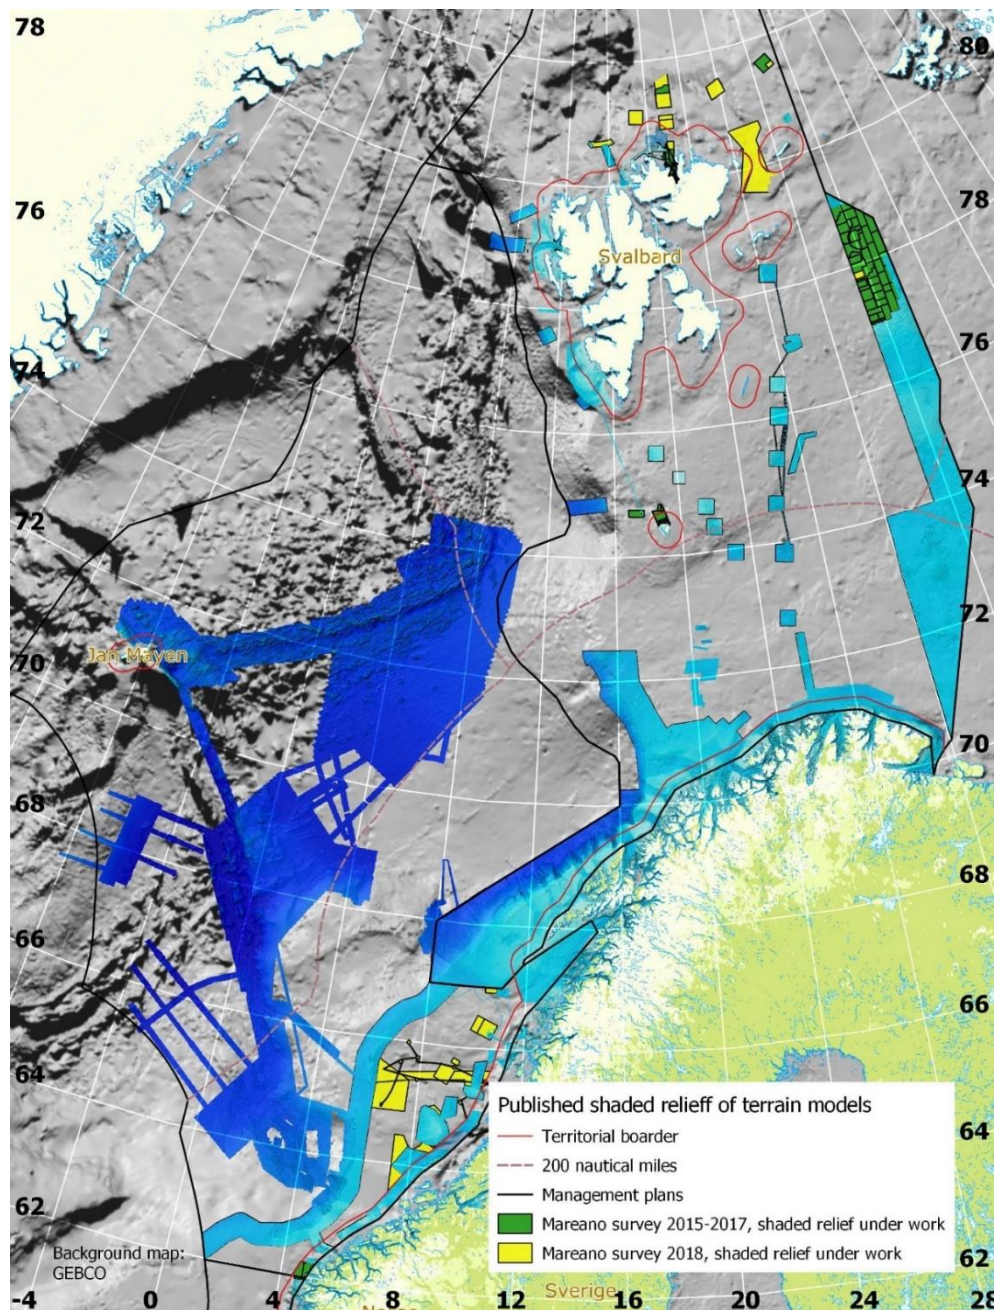 78
80
76
78
Svalbard
76
74
74
72
72
Jan Mayen
70
70
68
68
66
66
64
Published shaded relieff of terrain models
Territorial boarder
64
200 nautical miles
Management plans
62
Mareano survey 2015-2017, shaded relief under work
Background map:
GEBCO
Mareano survey 2018, shaded relief under work
62
Sverige
-4
0
4
8
12
16
20
24
28